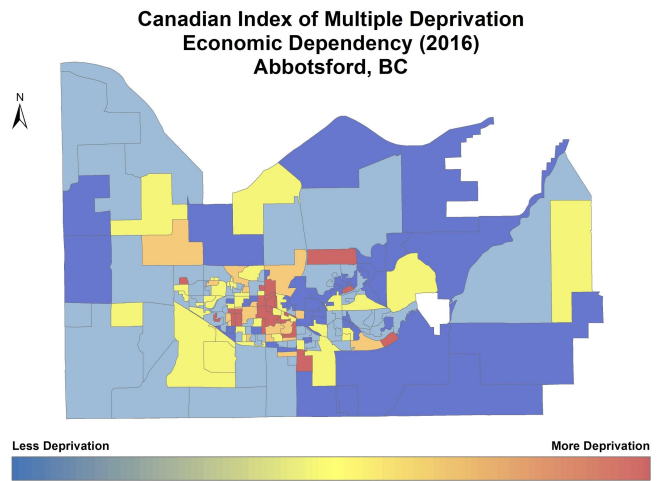 Canadian Index of Multiple Deprivation
Economic Dependency (2016)
Abbotsford, BC
N
Less Deprivation More Deprivation